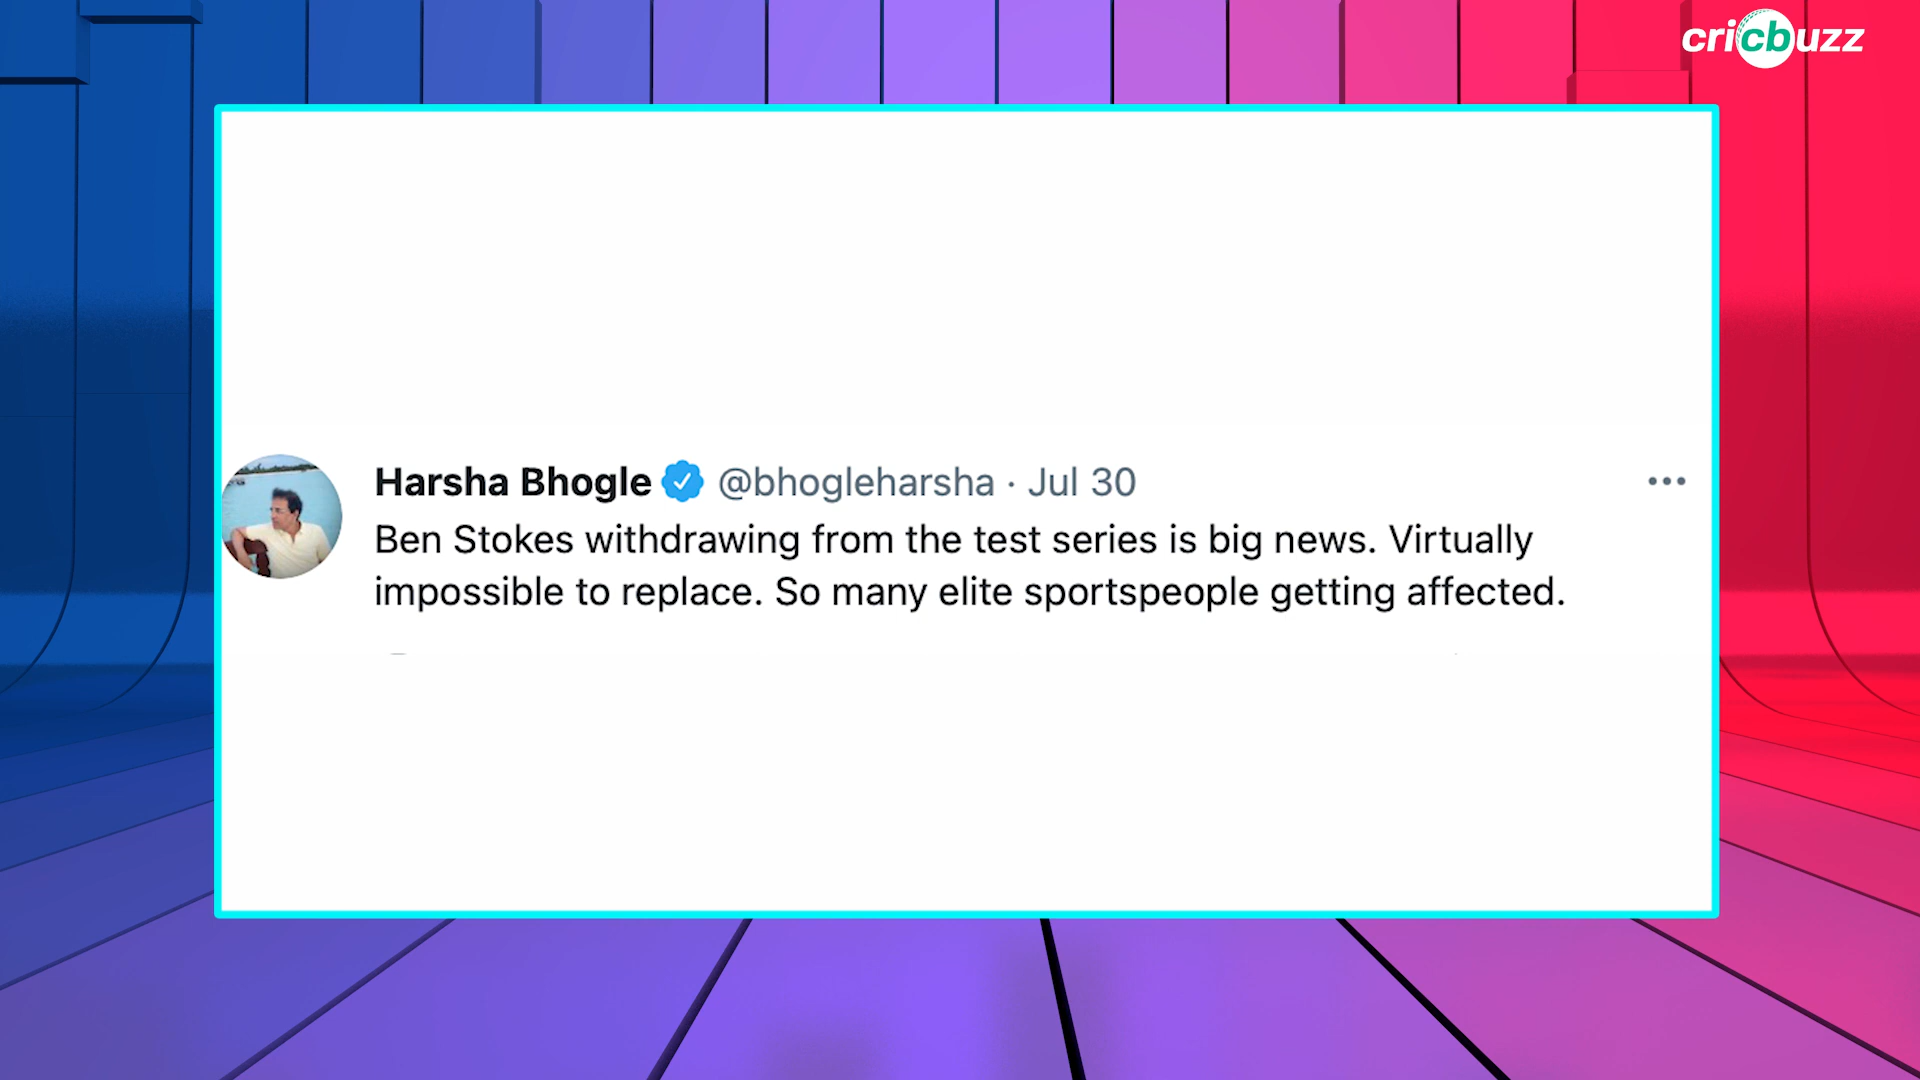 cricbuzz
Harsha Bhogle @bhogleharsha · Jul 30
Ben Stokes withdrawing from the test series is big news. Virtually
impossible to replace. So many elite sportspeople getting affected.